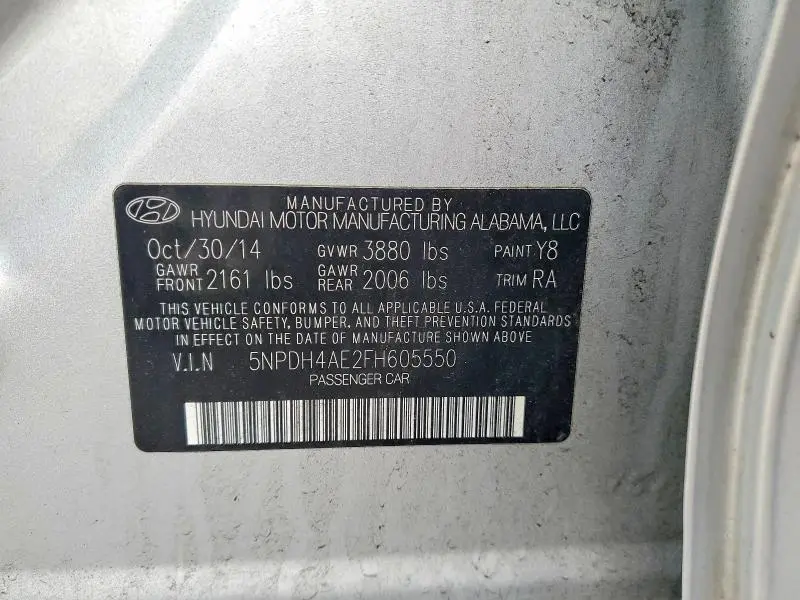 MANUFACTURED BY
HYUNDAI MOTOR MANUFACTURING ALABAMA, LLC
Oct/30/14 GVWR 3880 lbs PAINT Y8
GAWR FRONT 2161 lbs GAWR REAR 2006 lbs TRIM RA
THIS VEHICLE CONFORMS TO ALL APPLICABLE U.S.A. FEDERAL
MOTOR VEHICLE SAFETY, BUMPER, AND THEFT PREVENTION STANDARDS
IN EFFECT ON THE DATE OF MANUFACTURE SHOWN ABOVE
V.I.N 5NPDH4AE2FH605550
PASSENGER CAR